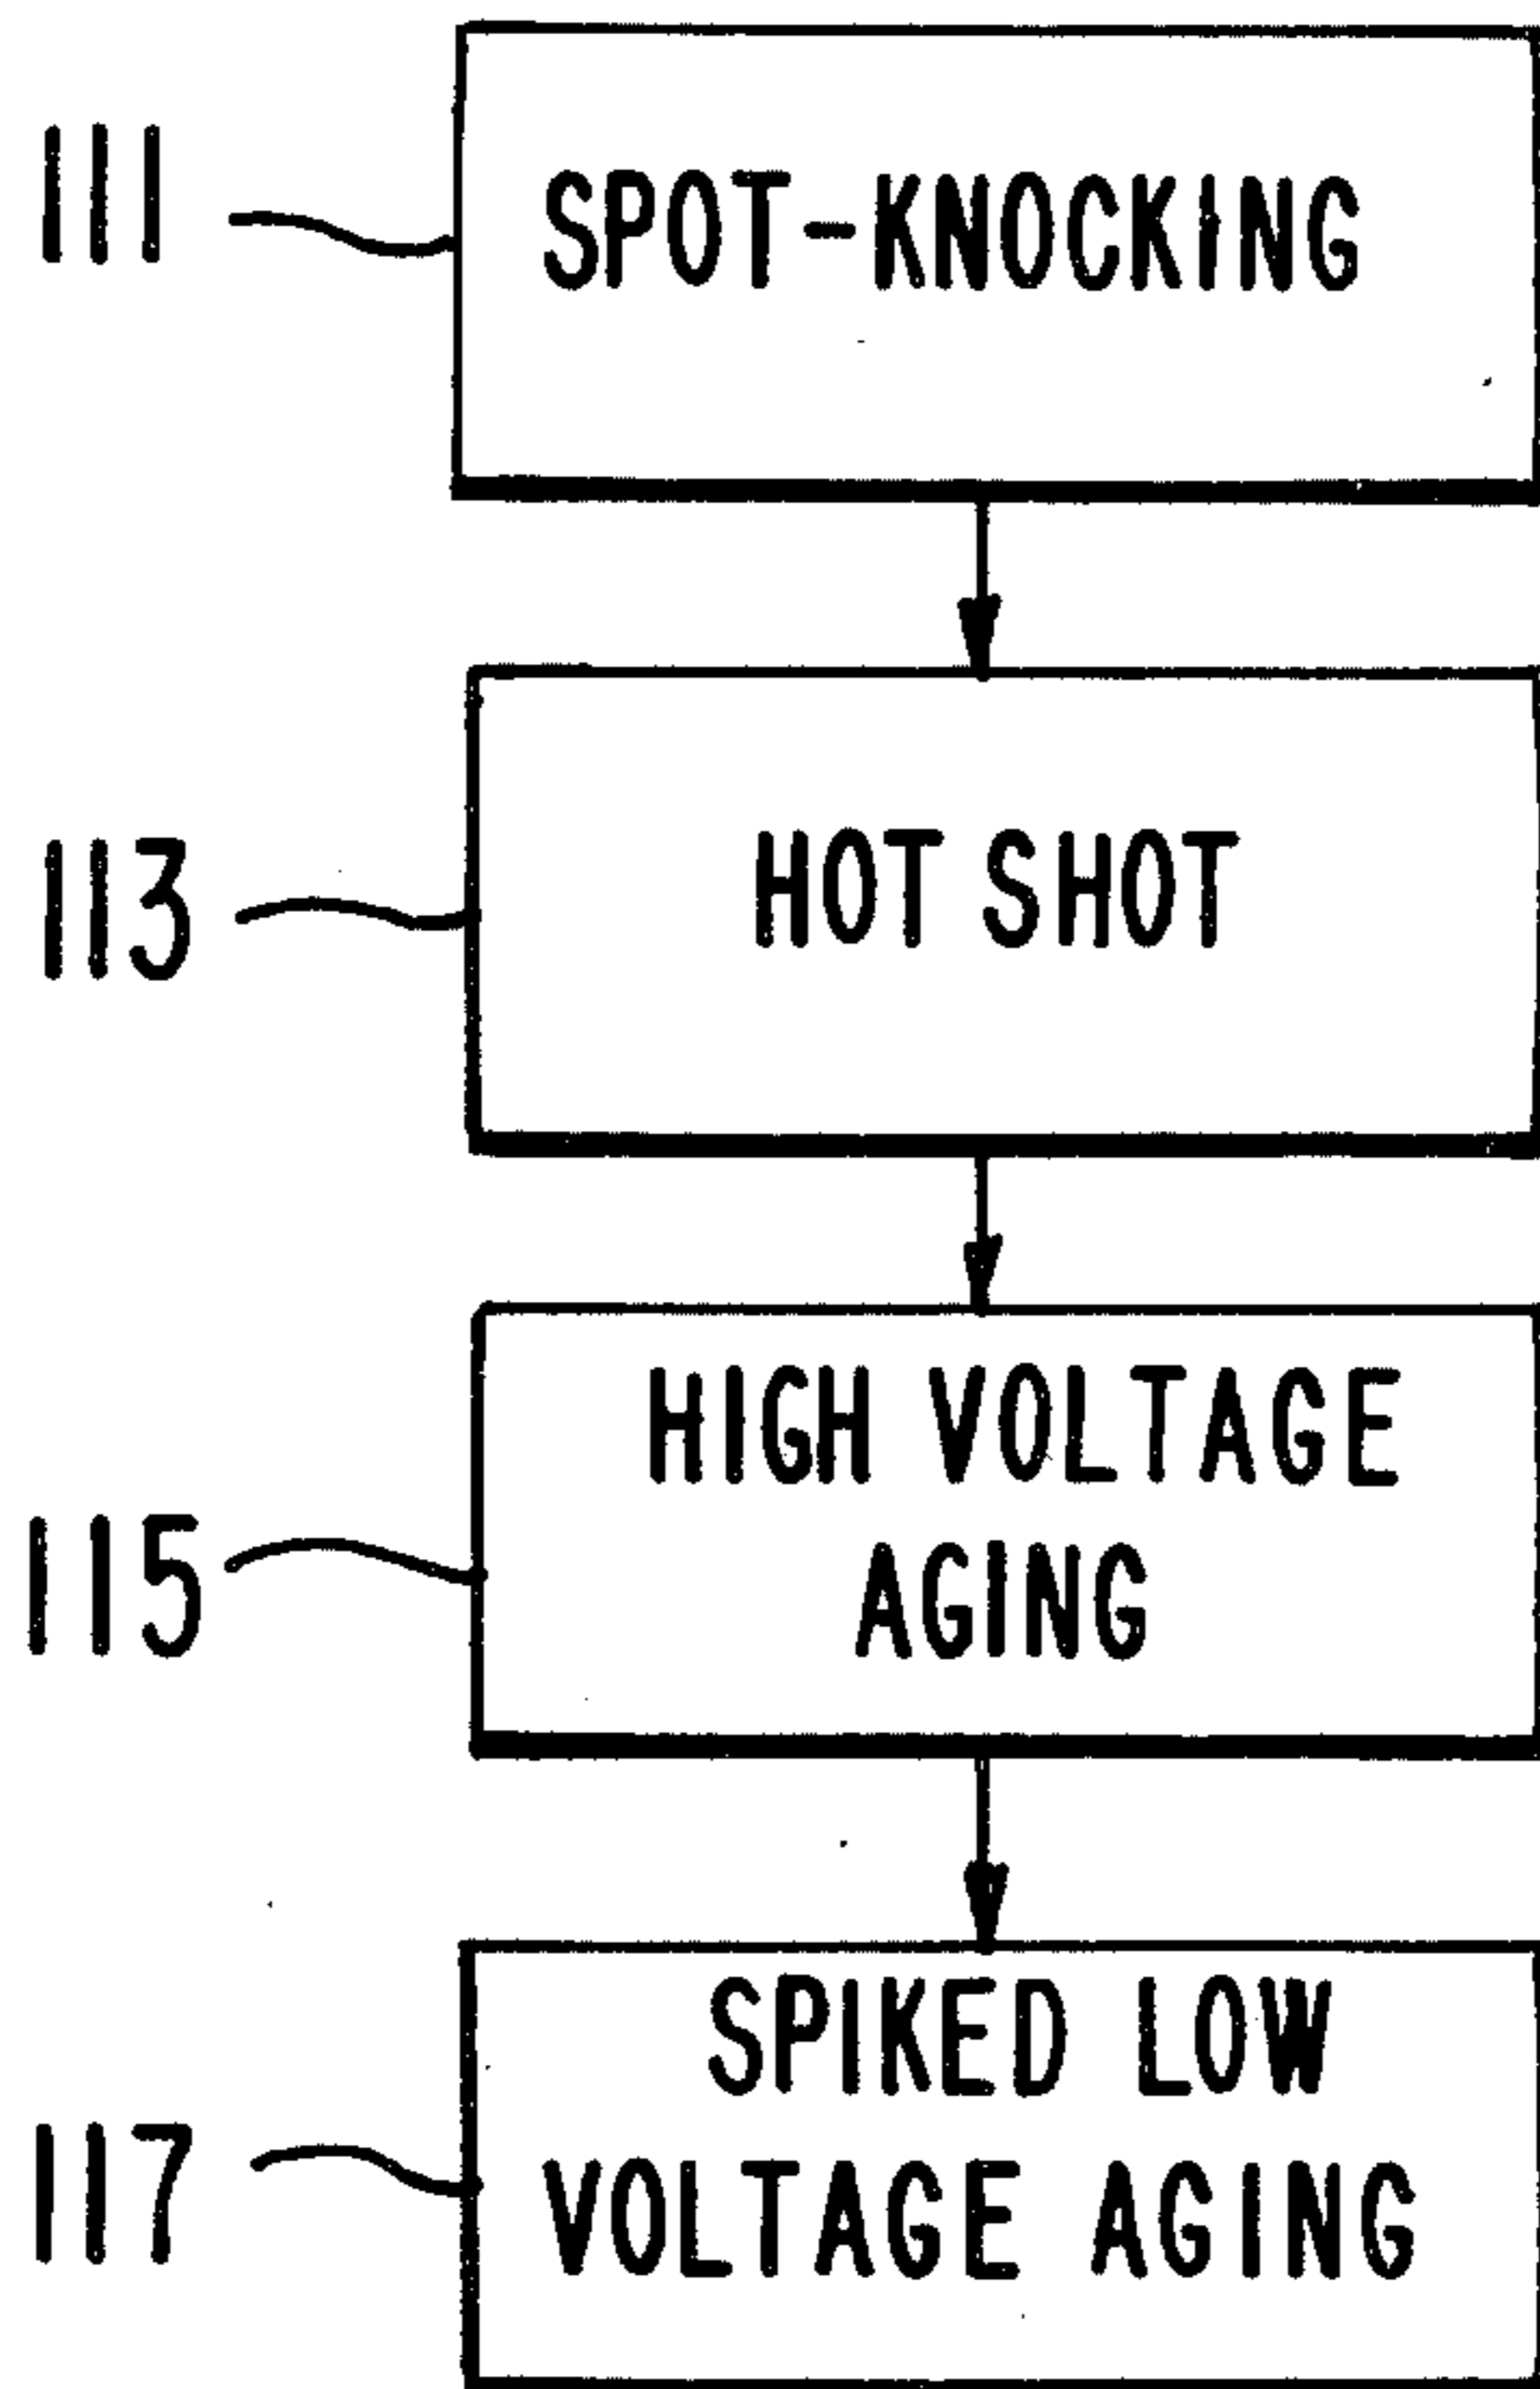 111
SPOT-KNOCKING
113
HOT SHOT
HIGH VOLTAGE
115
AGING
SPIKED LOW
117
VOLTAGE AGING